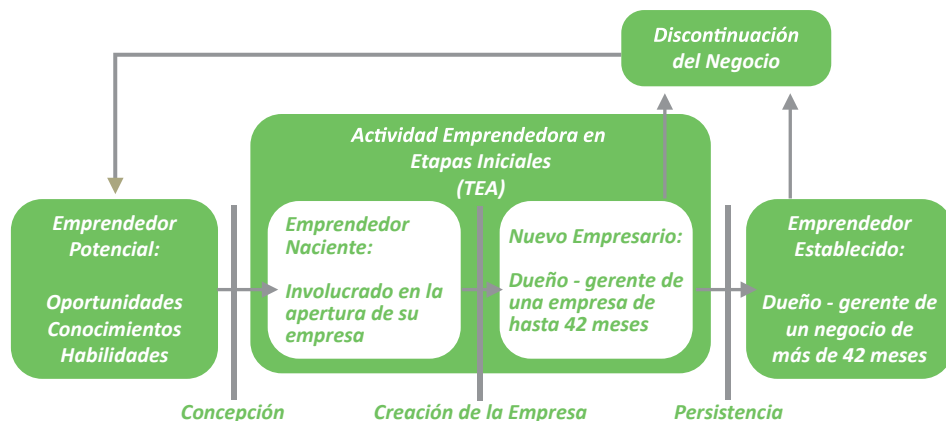 Discontinuación
del Negocio
Actividad Emprendedora en
Etapas Iniciales
(TEA)
Emprendedor
Potencial:
Oportunidades
Conocimientos
Habilidades
Emprendedor
Naciente:
Involucrado en la
apertura de su
empresa
Nuevo Empresario:
Dueño - gerente de
una empresa de
hasta 42 meses
Emprendedor
Establecido:
Dueño - gerente de
un negocio de
más de 42 meses
Concepción
Creación de la Empresa
Persistencia